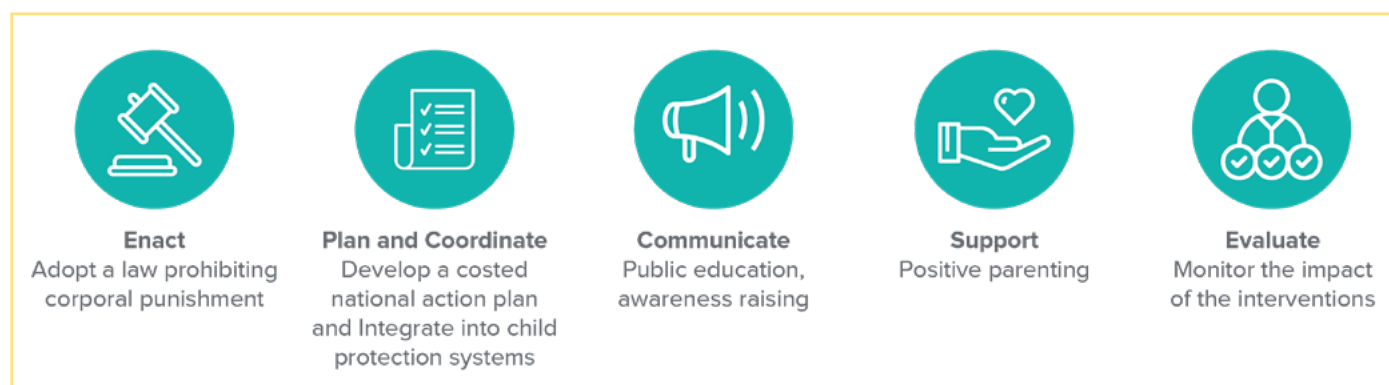 Enact
Adopt a law prohibiting
corporal punishment
Plan and Coordinate
Develop a costed
national action plan
and Integrate into child
protection systems
Communicate
Public education,
awareness raising
Support
Positive parenting
Evaluate
Monitor the impact
of the interventions